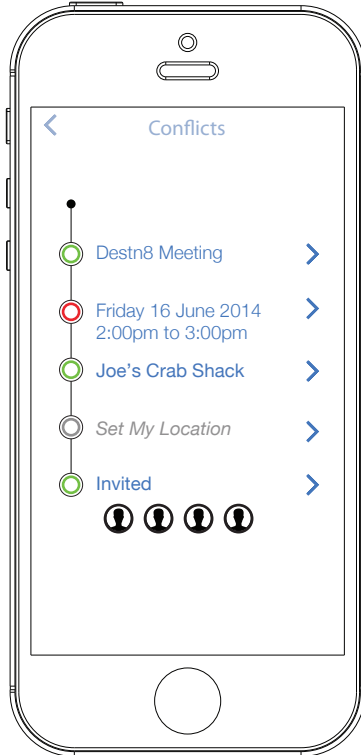 Conflicts
Destn8 Meeting
Friday 16 June 2014
2:00pm to 3:00pm
Joe's Crab Shack
Set My Location
Invited